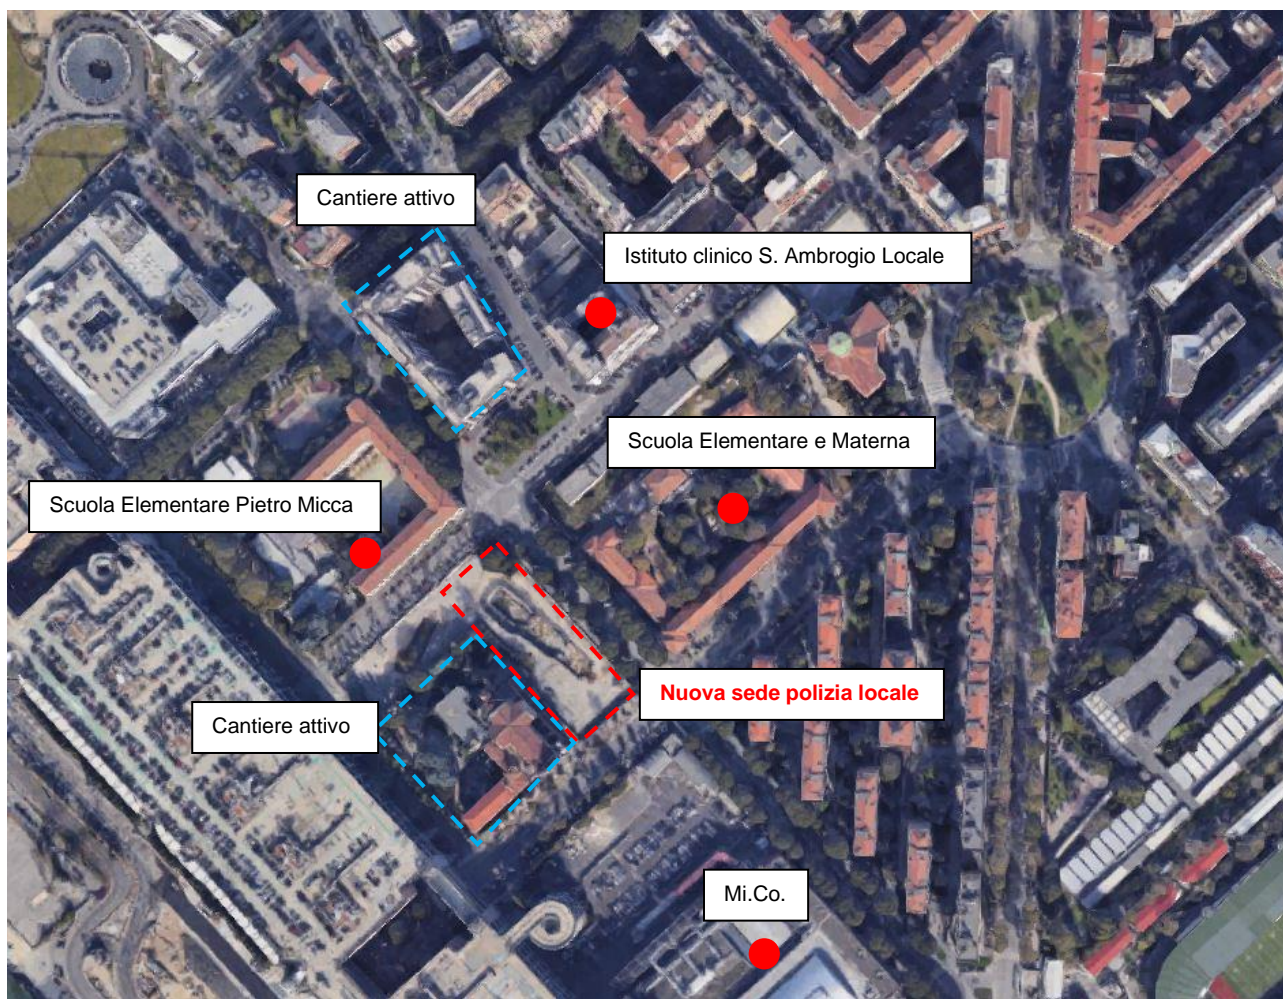 Cantiere attivo
Istituto clinico S. Ambrogio Locale
Scuola Elementare e Materna
Scuola Elementare Pietro Micca
Nuova sede polizia locale
Cantiere attivo
Mi.Co.